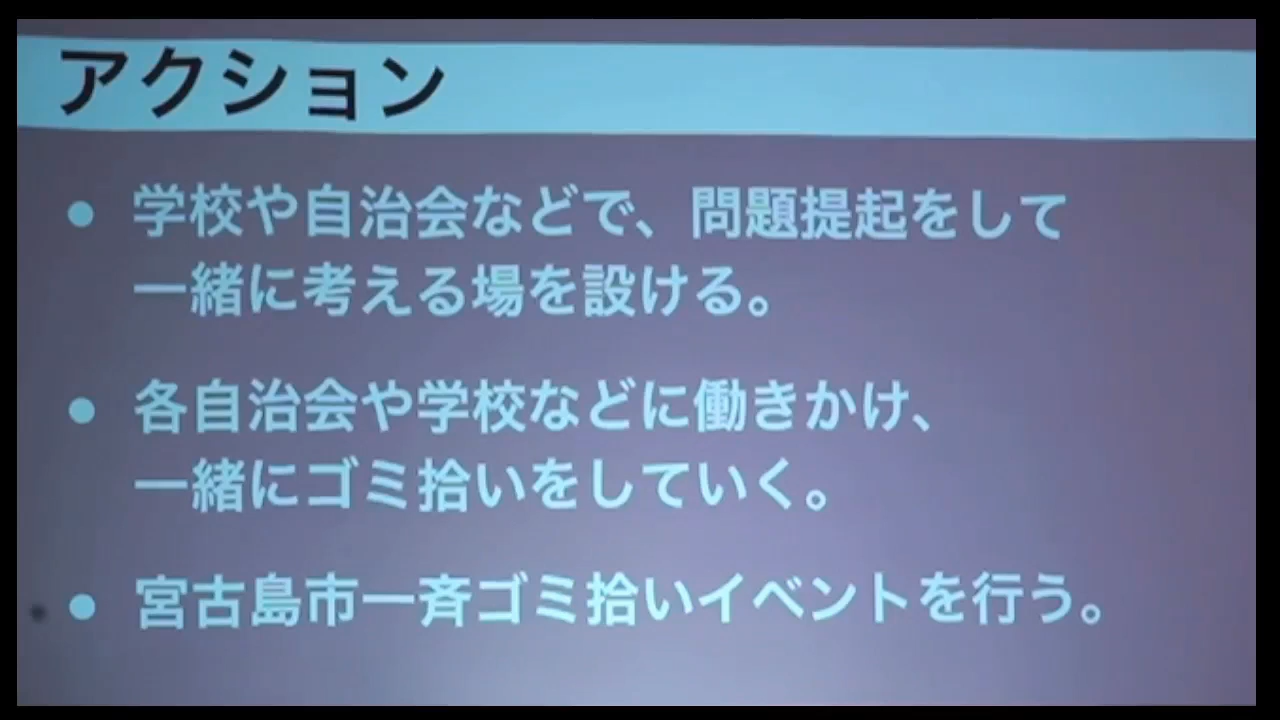 アクション
● 学校や自治会などで、問題提起をして
一緒に考える場を設ける。
● 各自治会や学校などに働きかけ、
一緒にゴミ拾いをしていく。
● 宮古島市一斉ゴミ拾いイベントを行う。